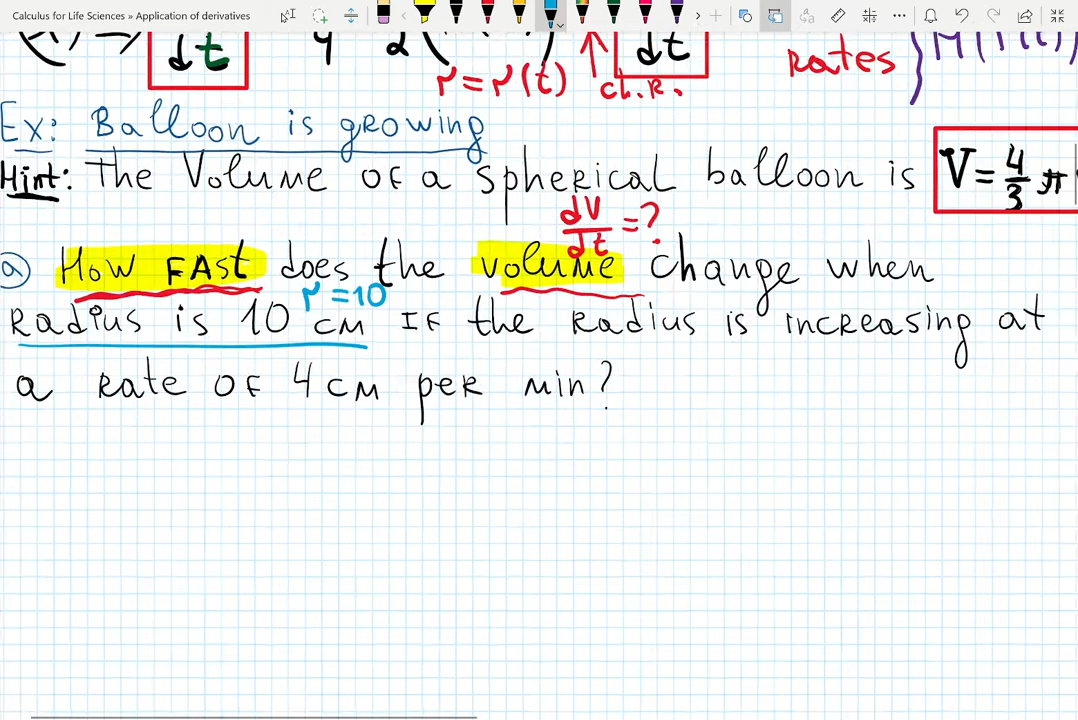 Calculus for Life Sciences » Application of derivatives
dt 4 2 dt
r = r(t) ch.R. Rates
Ex: Balloon is growing
Hint: The Volume of a spherical balloon is V = 4/3 π
dV/dt = ?
a) How FASt does the volume change when
r = 10
Radius is 10 cm IF the Radius is increasing at
a Rate OF 4 cm per min?